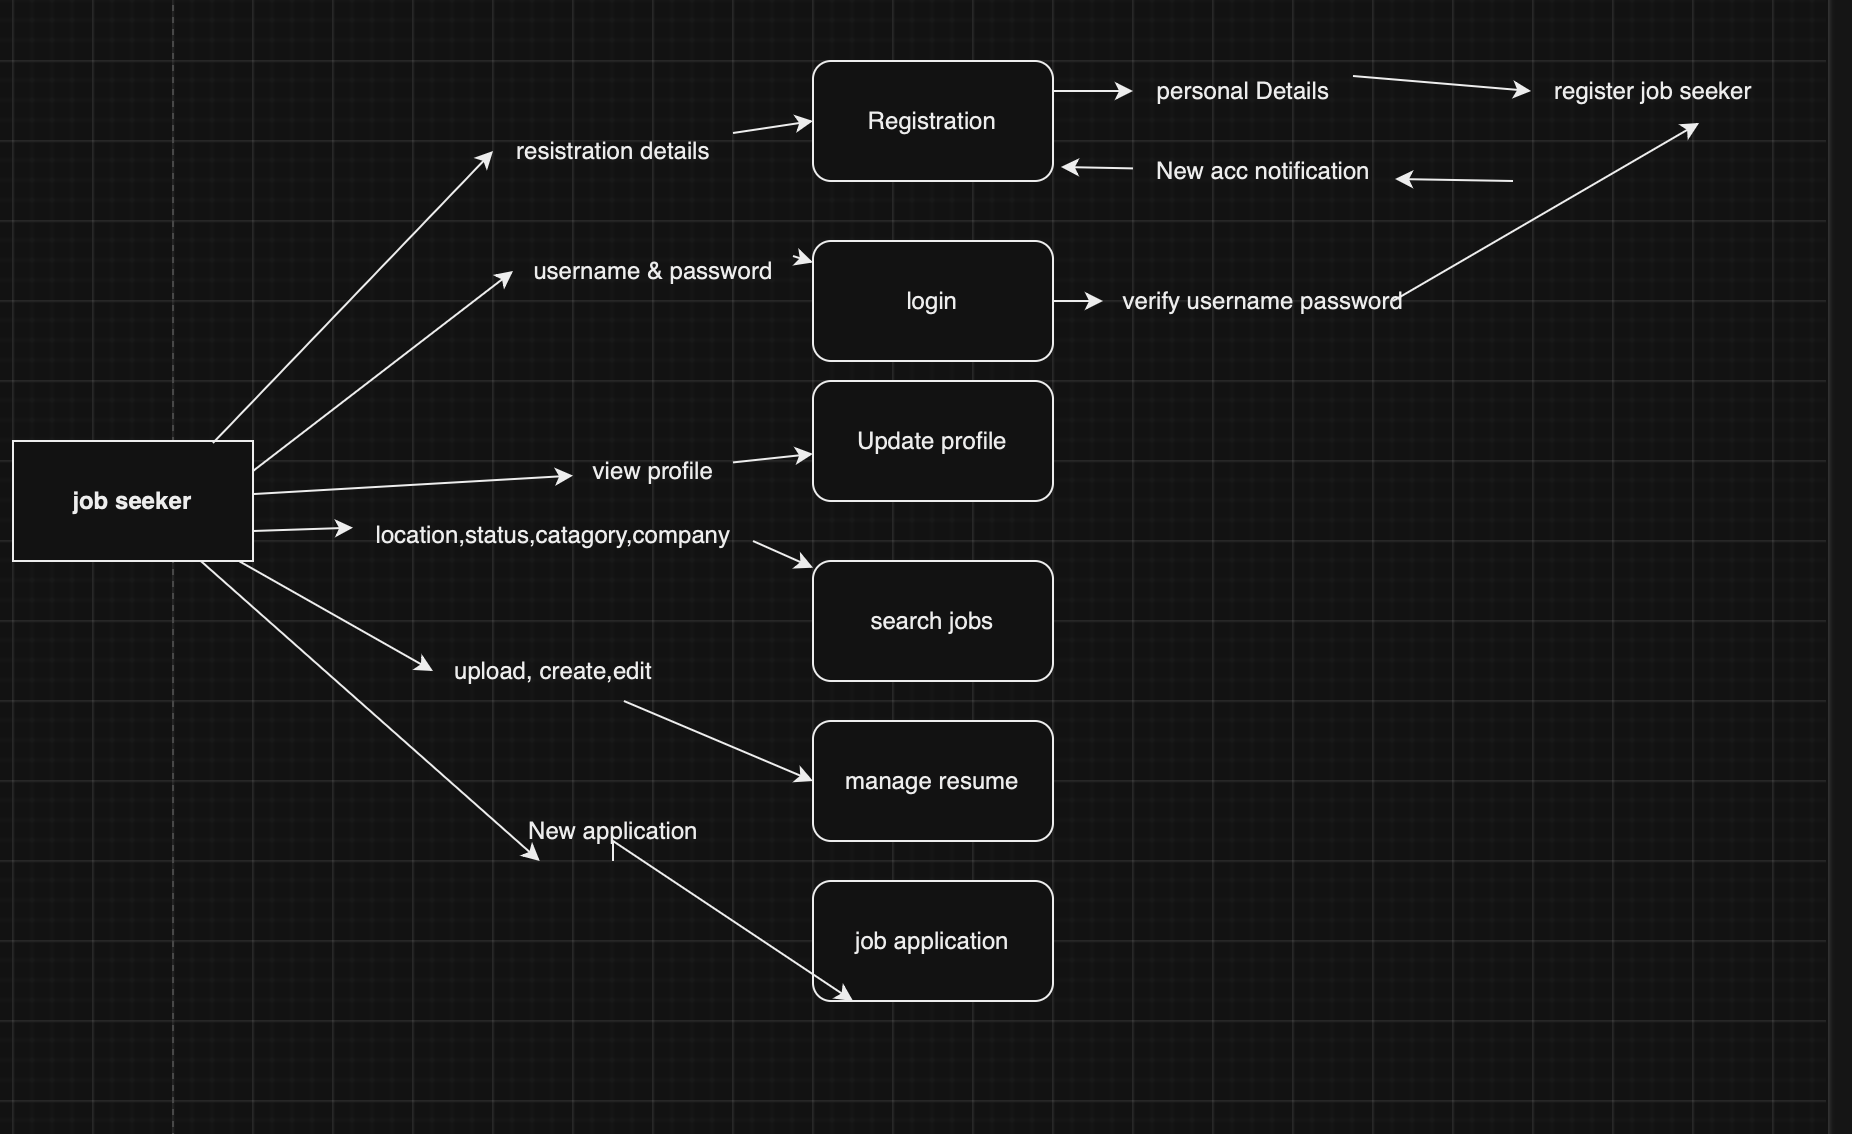 Registration
personal Details
register job seeker
resistration details
New acc notification
username & password
login
verify username password
Update profile
view profile
job seeker
location,status,catagory,company
search jobs
upload, create,edit
manage resume
New application
job application